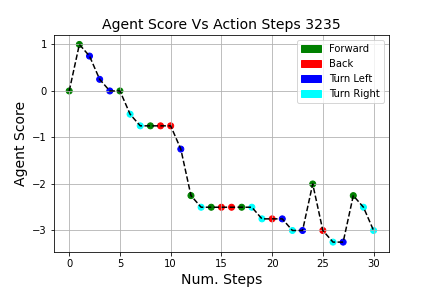 Agent Score Vs Action Steps 3235
Forward
Back
Turn Left
Turn Right
1
0
−1
−2
−3
Agent Score
0 5 10 15 20 25 30
Num. Steps